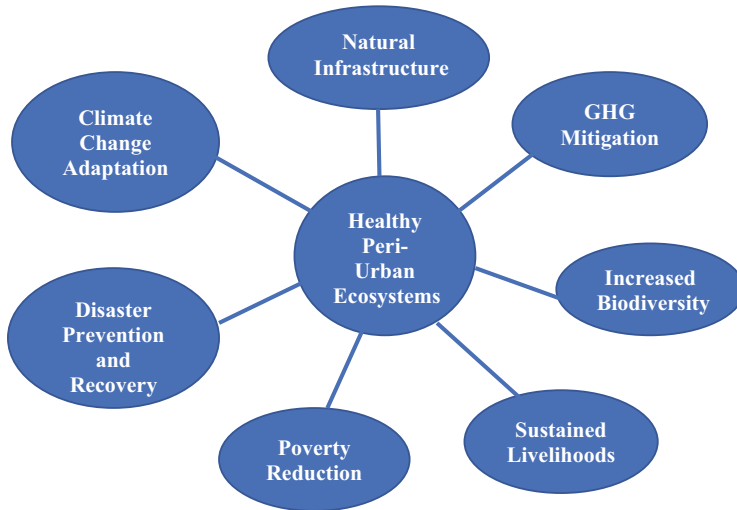 Natural
Infrastructure
GHG
Mitigation
Climate
Change
Adaptation
Healthy
Peri-
Urban
Ecosystems
Increased
Biodiversity
Disaster
Prevention
and
Recovery
Sustained
Livelihoods
Poverty
Reduction